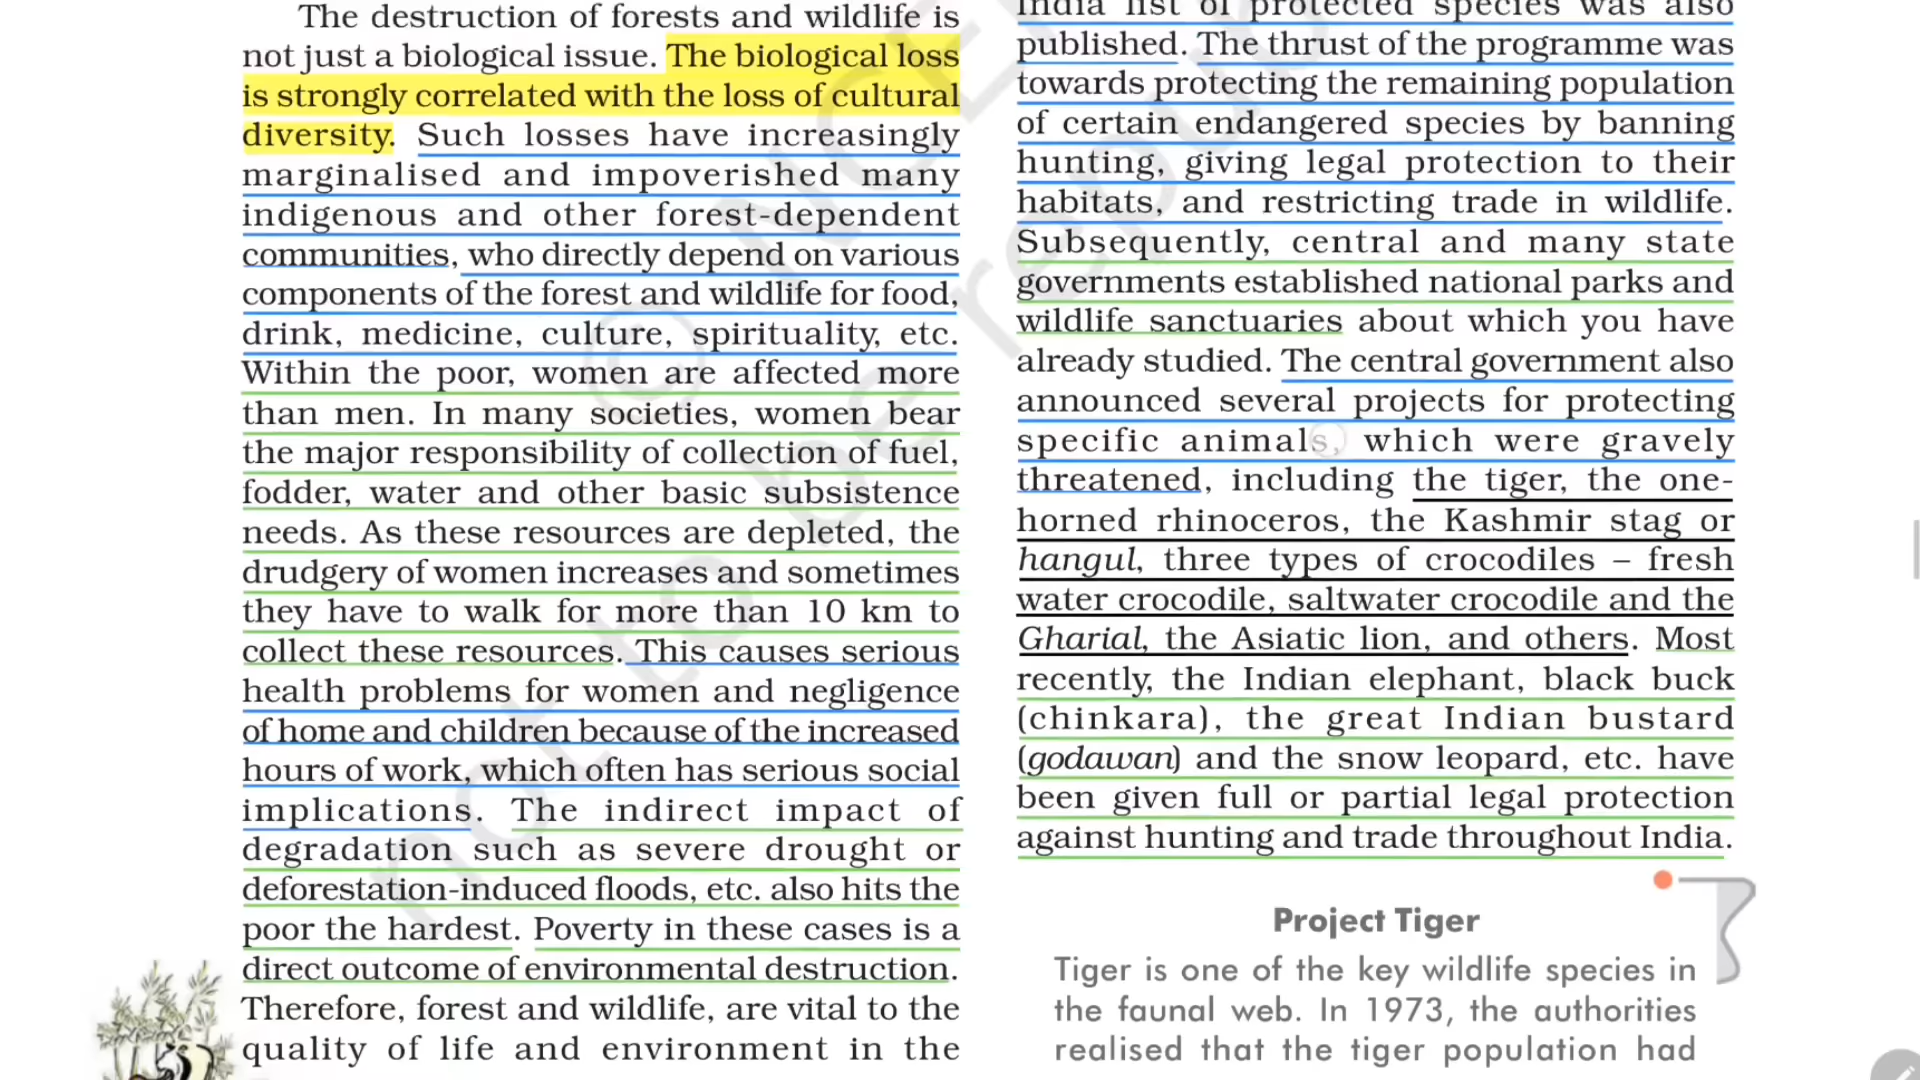 The destruction of forests and wildlife is
not just a biological issue. The biological loss
is strongly correlated with the loss of cultural
diversity. Such losses have increasingly
marginalised and impoverished many
indigenous and other forest-dependent
communities, who directly depend on various
components of the forest and wildlife for food,
drink, medicine, culture, spirituality, etc.
Within the poor, women are affected more
than men. In many societies, women bear
the major responsibility of collection of fuel,
fodder, water and other basic subsistence
needs. As these resources are depleted, the
drudgery of women increases and sometimes
they have to walk for more than 10 km to
collect these resources. This causes serious
health problems for women and negligence
of home and children because of the increased
hours of work, which often has serious social
implications. The indirect impact of
degradation such as severe drought or
deforestation-induced floods, etc. also hits the
poor the hardest. Poverty in these cases is a
direct outcome of environmental destruction.
Therefore, forest and wildlife, are vital to the
quality of life and environment in the
India list of protected species was also
published. The thrust of the programme was
towards protecting the remaining population
of certain endangered species by banning
hunting, giving legal protection to their
habitats, and restricting trade in wildlife.
Subsequently, central and many state
governments established national parks and
wildlife sanctuaries about which you have
already studied. The central government also
announced several projects for protecting
specific animals, which were gravely
threatened, including the tiger, the one-
horned rhinoceros, the Kashmir stag or
hangul, three types of crocodiles – fresh
water crocodile, saltwater crocodile and the
Gharial, the Asiatic lion, and others. Most
recently, the Indian elephant, black buck
(chinkara), the great Indian bustard
(godawan) and the snow leopard, etc. have
been given full or partial legal protection
against hunting and trade throughout India.
Project Tiger
Tiger is one of the key wildlife species in
the faunal web. In 1973, the authorities
realised that the tiger population had
© NCE
not to be repub